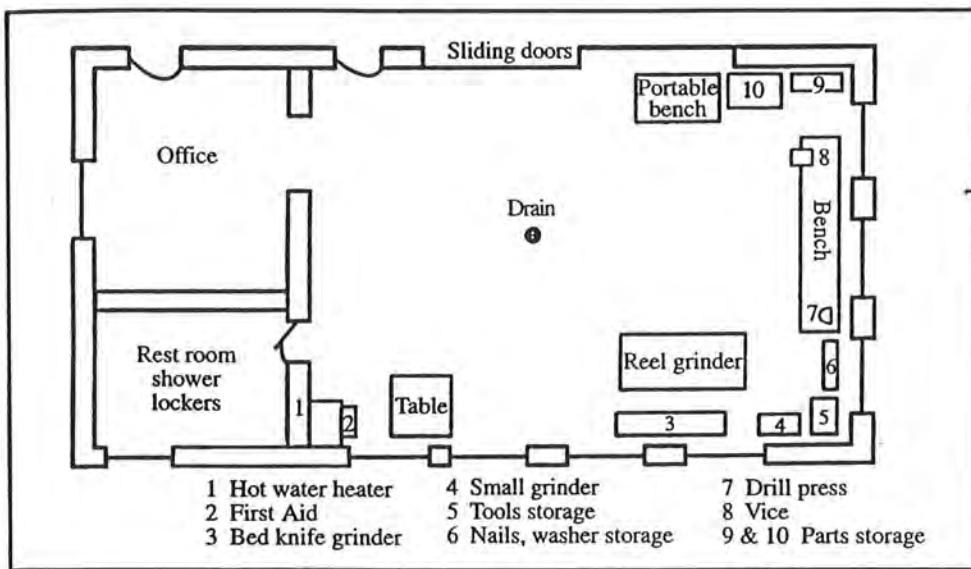 Sliding doors
Portable
bench
10
9
Office
8
Bench
Drain
7
Rest room
shower
lockers
Reel grinder
6
1
2
Table
3
4
5
1 Hot water heater
2 First Aid
3 Bed knife grinder
4 Small grinder
5 Tools storage
6 Nails, washer storage
7 Drill press
8 Vice
9 & 10 Parts storage